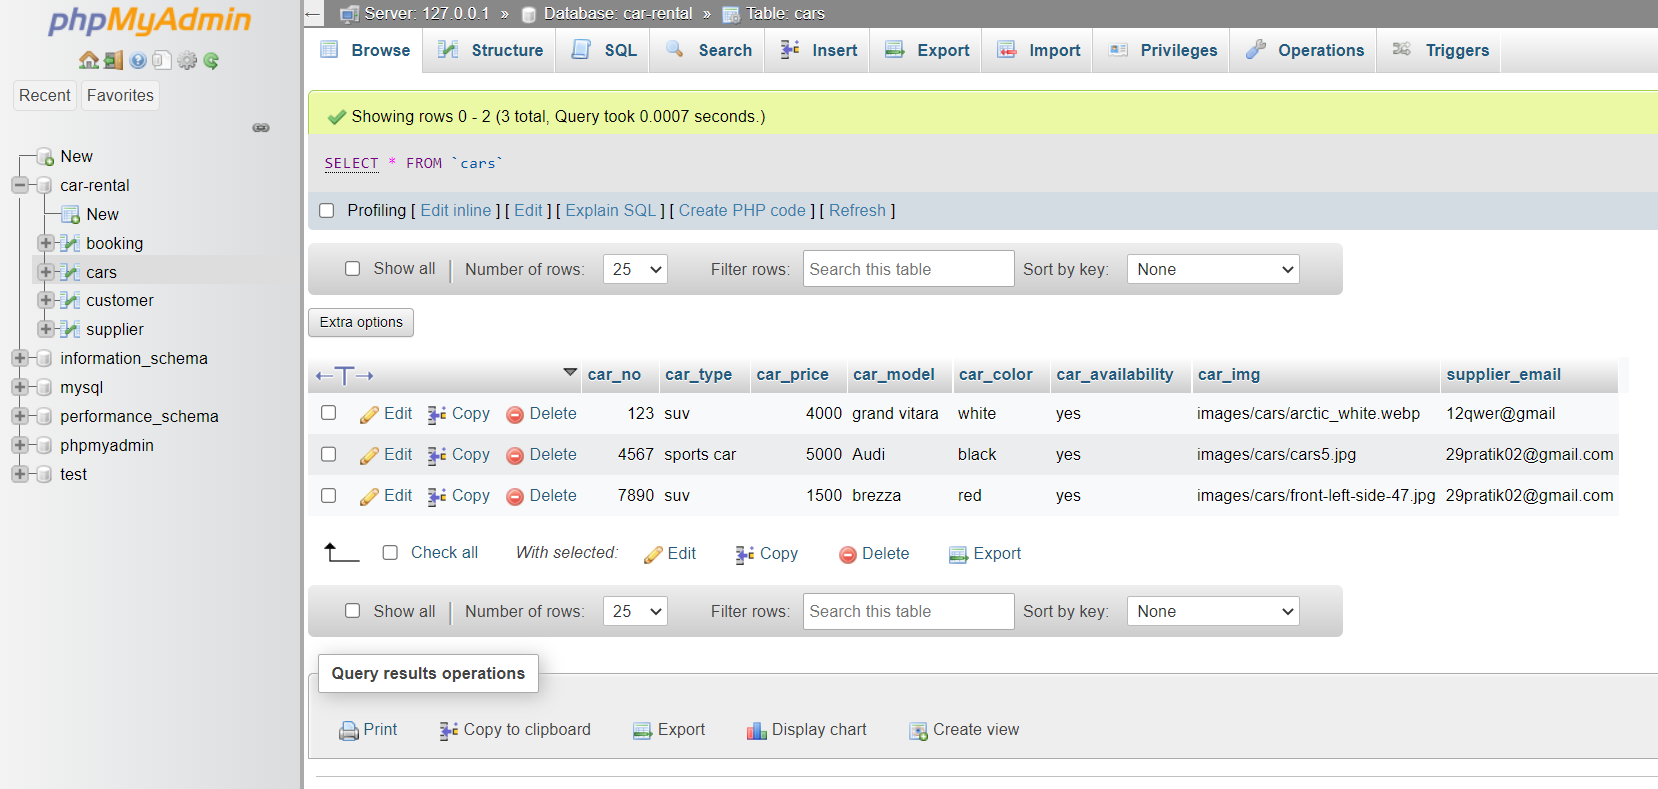 phpMyAdmin
Recent Favorites
New
car-rental
New
booking
cars
customer
supplier
information_schema
mysql
performance_schema
phpmyadmin
test
Server: 127.0.0.1 » Database: car-rental » Table: cars
Browse Structure SQL Search Insert Export Import Privileges Operations Triggers
Showing rows 0 - 2 (3 total, Query took 0.0007 seconds.)
SELECT * FROM `cars`
Profiling [ Edit inline ] [ Edit ] [ Explain SQL ] [ Create PHP code ] [ Refresh ]
Show all Number of rows: 25 Filter rows: Search this table Sort by key: None
Extra options
car_no car_type car_price car_model car_color car_availability car_img supplier_email
Edit Copy Delete 123 suv 4000 grand vitara white yes images/cars/arctic_white.webp 12qwer@gmail
Edit Copy Delete 4567 sports car 5000 Audi black yes images/cars/cars5.jpg 29pratik02@gmail.com
Edit Copy Delete 7890 suv 1500 brezza red yes images/cars/front-left-side-47.jpg 29pratik02@gmail.com
Check all With selected: Edit Copy Delete Export
Show all Number of rows: 25 Filter rows: Search this table Sort by key: None
Query results operations
Print Copy to clipboard Export Display chart Create view